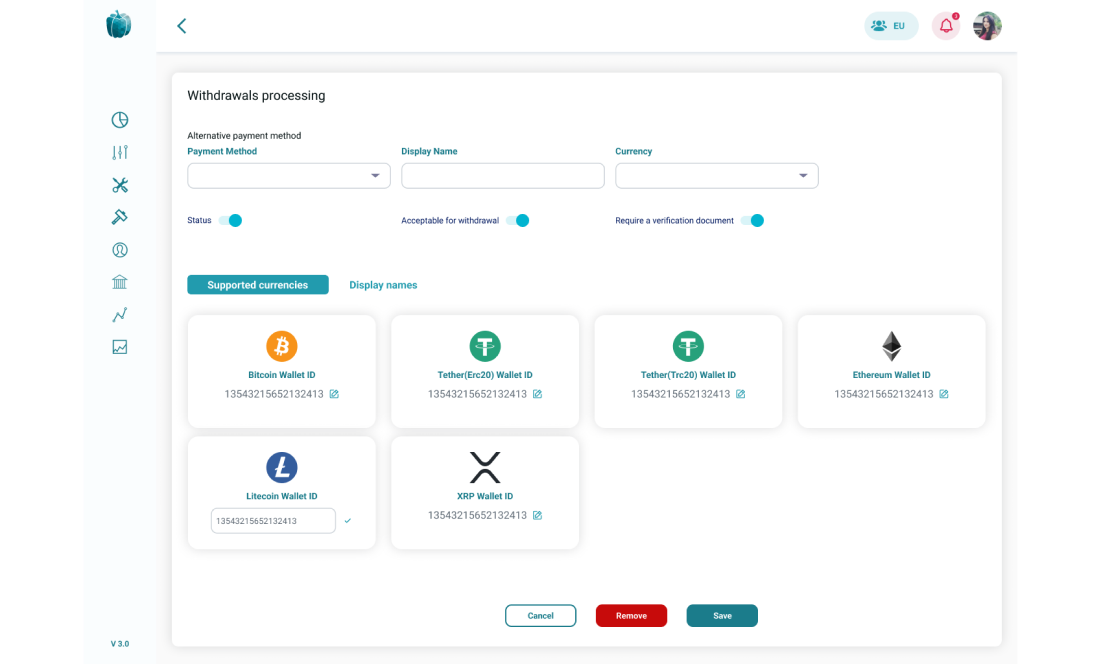 EU
Withdrawals processing
Alternative payment method
Payment Method
Display Name
Currency
Status
Acceptable for withdrawal
Require a verification document
Supported currencies
Display names
Bitcoin Wallet ID
13543215652132413
Tether(Erc20) Wallet ID
13543215652132413
Tether(Trc20) Wallet ID
13543215652132413
Ethereum Wallet ID
13543215652132413
Litecoin Wallet ID
13543215652132413
XRP Wallet ID
13543215652132413
Cancel
Remove
Save
V 3.0